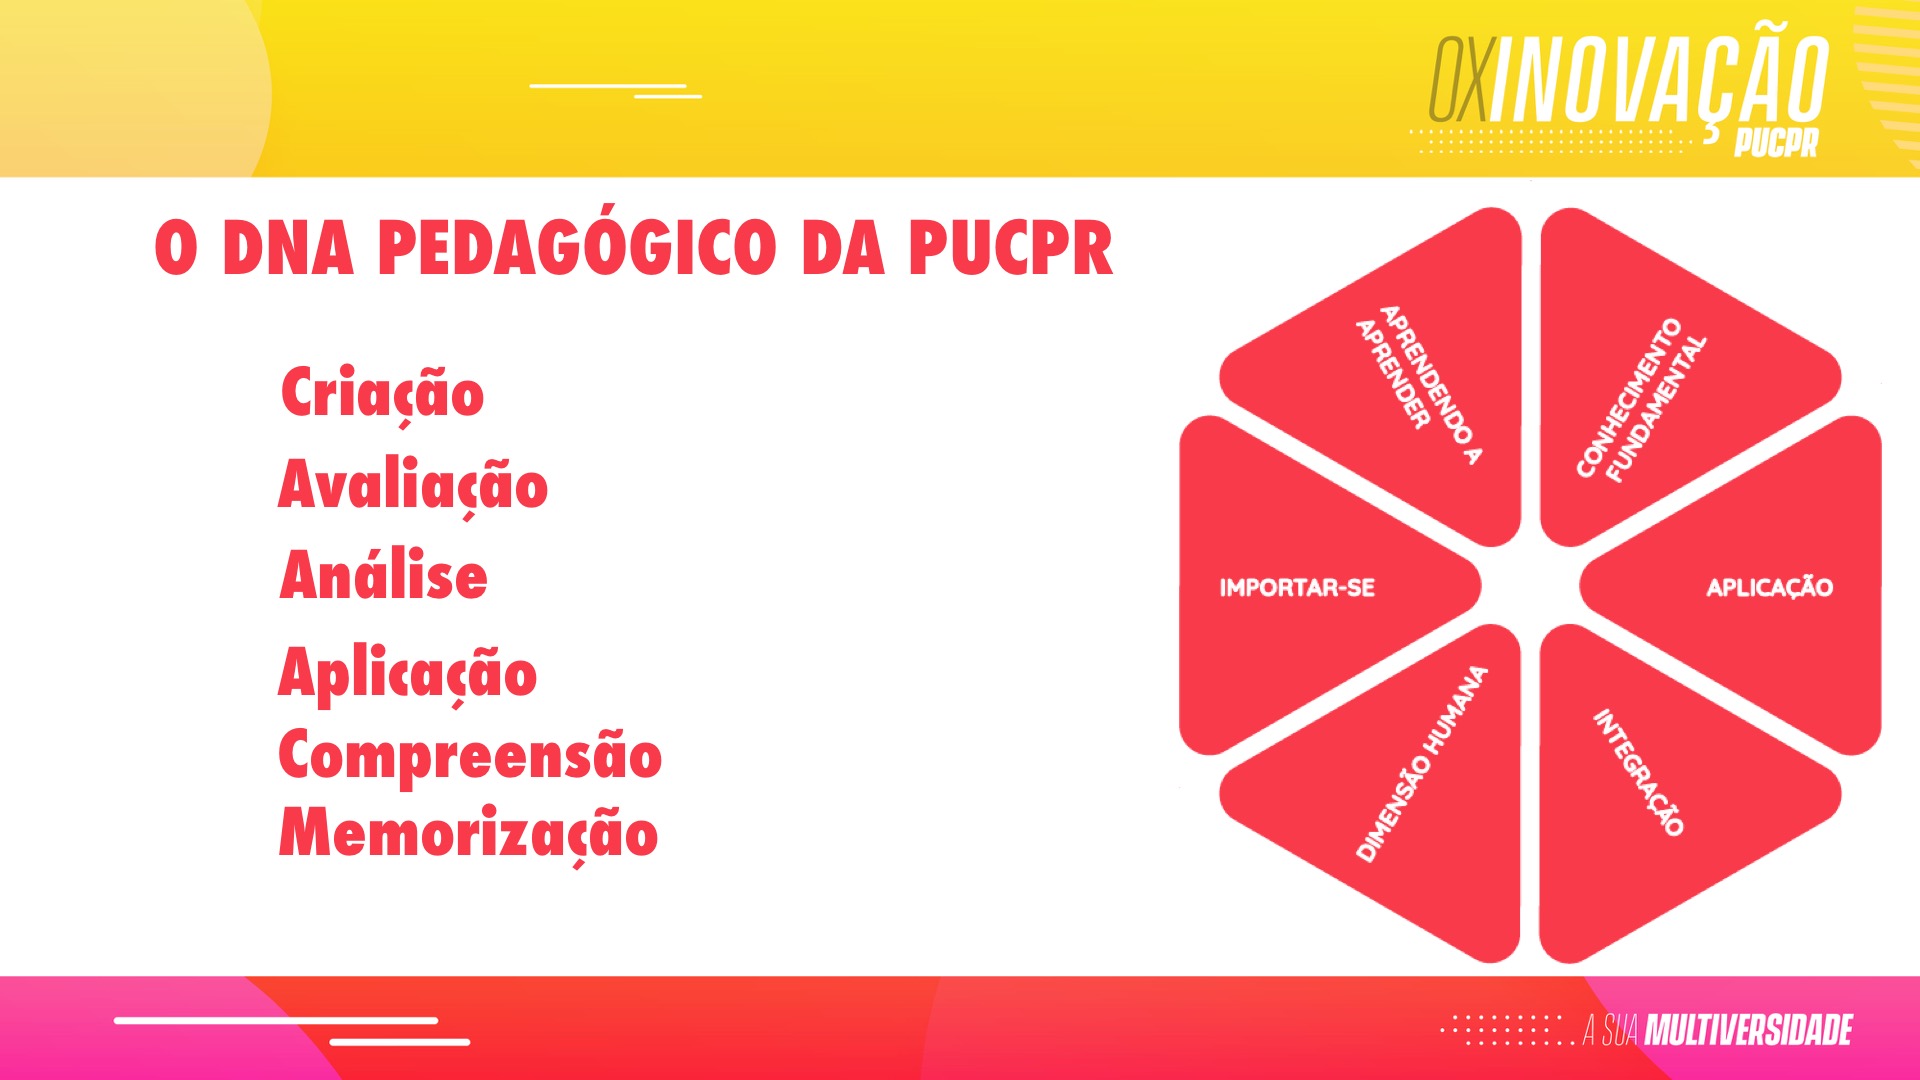 OXINOVAÇÃO
PUCPR
O DNA PEDAGÓGICO DA PUCPR
Criação
Avaliação
Análise
Aplicação
Compreensão
Memorização
APRENDENDO A
APRENDER
CONHECIMENTO
FUNDAMENTAL
IMPORTAR-SE
APLICAÇÃO
DIMENSÃO HUMANA
INTEGRAÇÃO
A SUA MULTIVERSIDADE